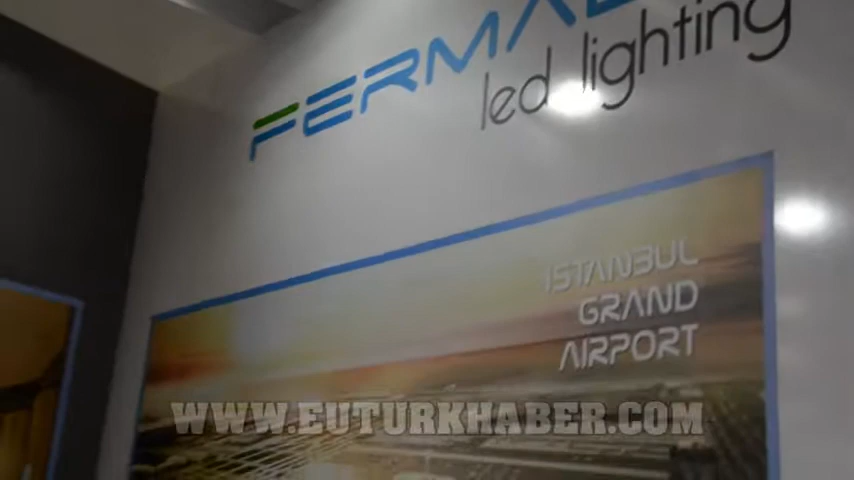 led lighting
ISTANBUL
GRAND
AIRPORT
WWW.EUTURKHABER.COM